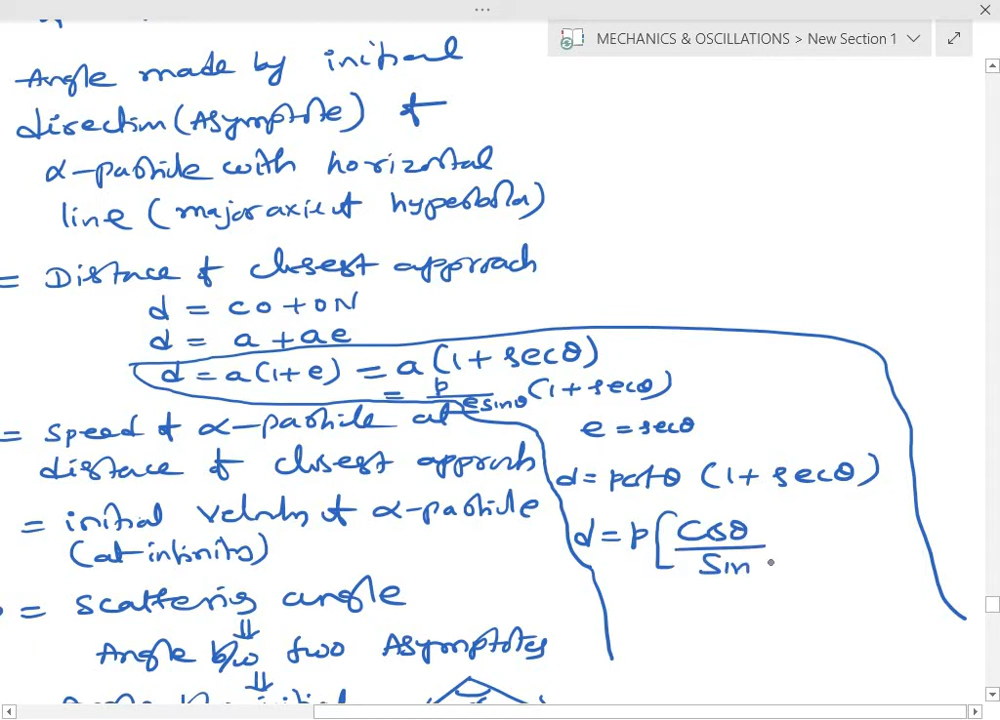 MECHANICS & OSCILLATIONS > New Section 1
Angle made by initial
direction (Asymptote) of
α-particle with horizontal
line (major axis of hyperbola)
= Distance of closest approach
d = CO + ON
d = a + ae
d = a(1+e) = a(1+secθ)
= p/(e sinθ) (1+secθ)
e = secθ
= speed of α-particle at
distance of closest approach
d = p cotθ (1+secθ)
= initial velocity of α-particle
(at infinity)
d = p[cosθ/sin
= scattering angle
⇓
Angle b/w two Asymptotes
⇓